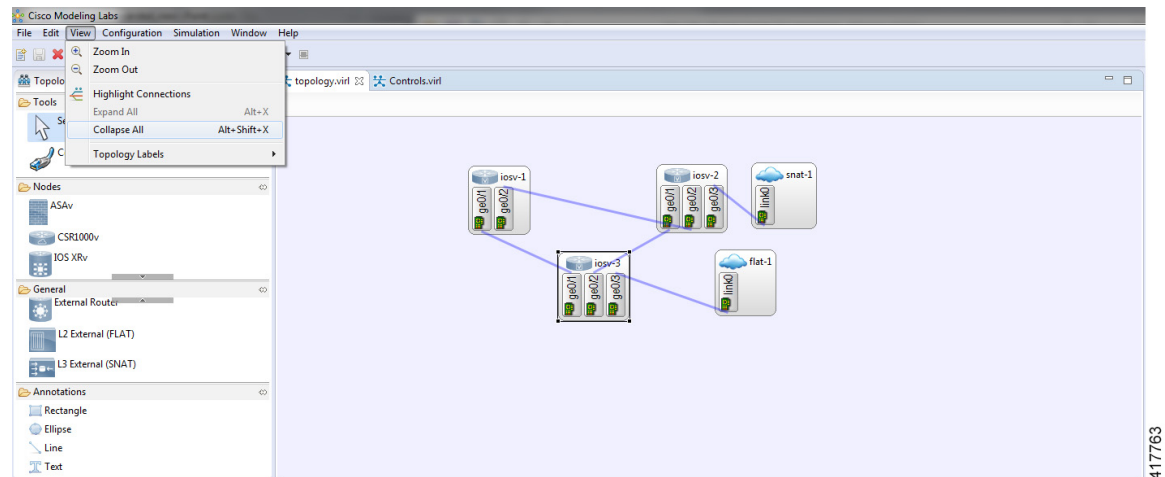 Cisco Modeling Labs
File Edit View Configuration Simulation Window Help
Zoom In
Zoom Out
Highlight Connections
Expand All Alt+X
Collapse All Alt+Shift+X
Topology Labels
Topolo
topology.virl Controls.virl
Tools
Se
C
Nodes
ASAv
CSR1000v
IOS XRv
General
External Router
L2 External (FLAT)
L3 External (SNAT)
Annotations
Rectangle
Ellipse
Line
Text
iosv-1
ge0/1 ge0/2
iosv-2
ge0/1 ge0/2 ge0/3
snat-1
link0
iosv-3
ge0/1 ge0/2 ge0/3
flat-1
link0
417763